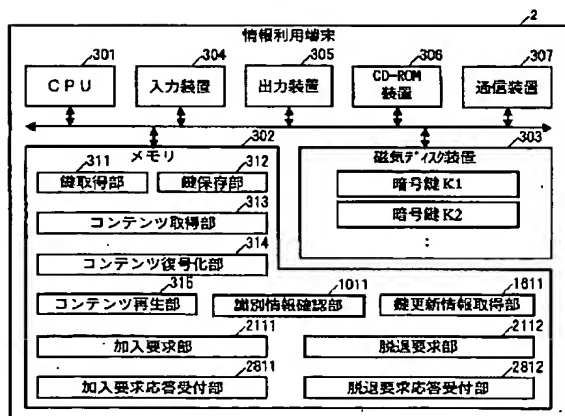 2
情報利用端末
301 304 305 306 307
CPU 入力装置 出力装置 CD-ROM装置 通信装置
302 303
メモリ 磁気ディスク装置
311 312
鍵取得部 鍵保存部 暗号鍵K1
313
コンテンツ取得部 暗号鍵K2
314 :
コンテンツ復号化部
315 1011 1611
コンテンツ再生部 識別情報確認部 鍵更新情報取得部
2111 2112
加入要求部 脱退要求部
2811 2812
加入要求応答受付部 脱退要求応答受付部